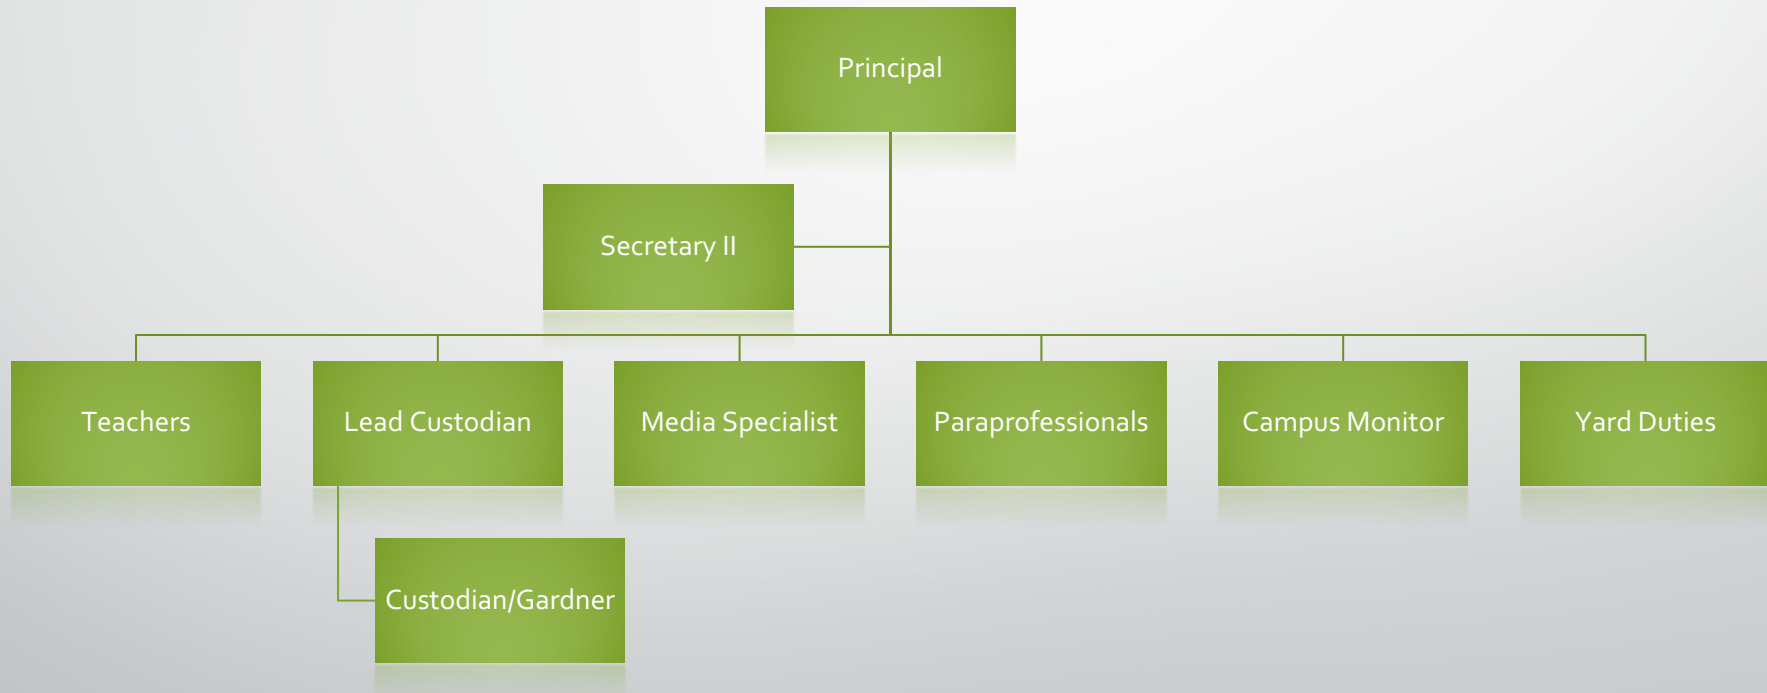 Principal
Secretary II
Teachers
Lead Custodian
Media Specialist
Paraprofessionals
Campus Monitor
Yard Duties
Custodian/Gardner